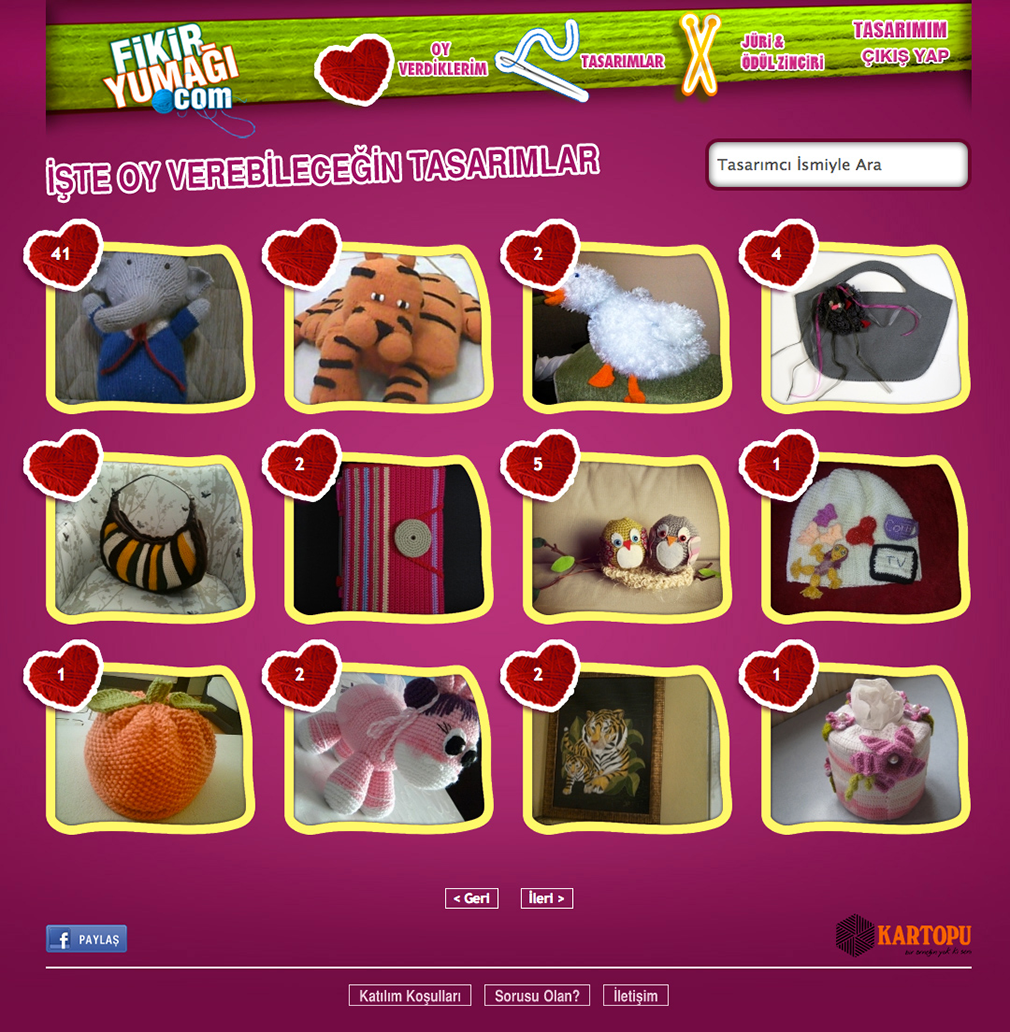 FİKİR
YUMAĞI
.com
OY
VERDİKLERİM
TASARIMLAR
JÜRİ &
ÖDÜL ZİNCİRİ
TASARIMIM
ÇIKIŞ YAP
İŞTE OY VEREBİLECEĞİN TASARIMLAR
Tasarımcı İsmiyle Ara
41
2
4
2
5
1
TV
1
2
2
1
< Geri
İleri >
f PAYLAŞ
KARTOPU
Katılım Koşulları
Sorusu Olan?
İletişim